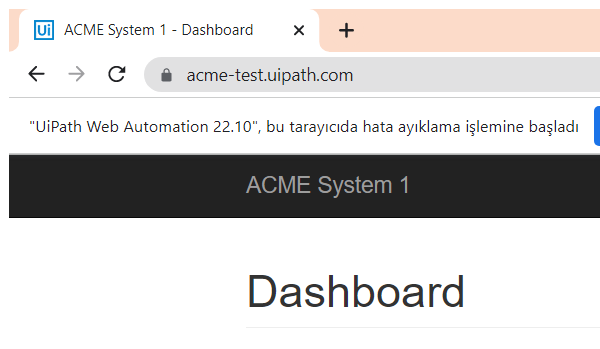 Ui ACME System 1 - Dashboard
acme-test.uipath.com
"UiPath Web Automation 22.10", bu tarayıcıda hata ayıklama işlemine başladı
ACME System 1
Dashboard